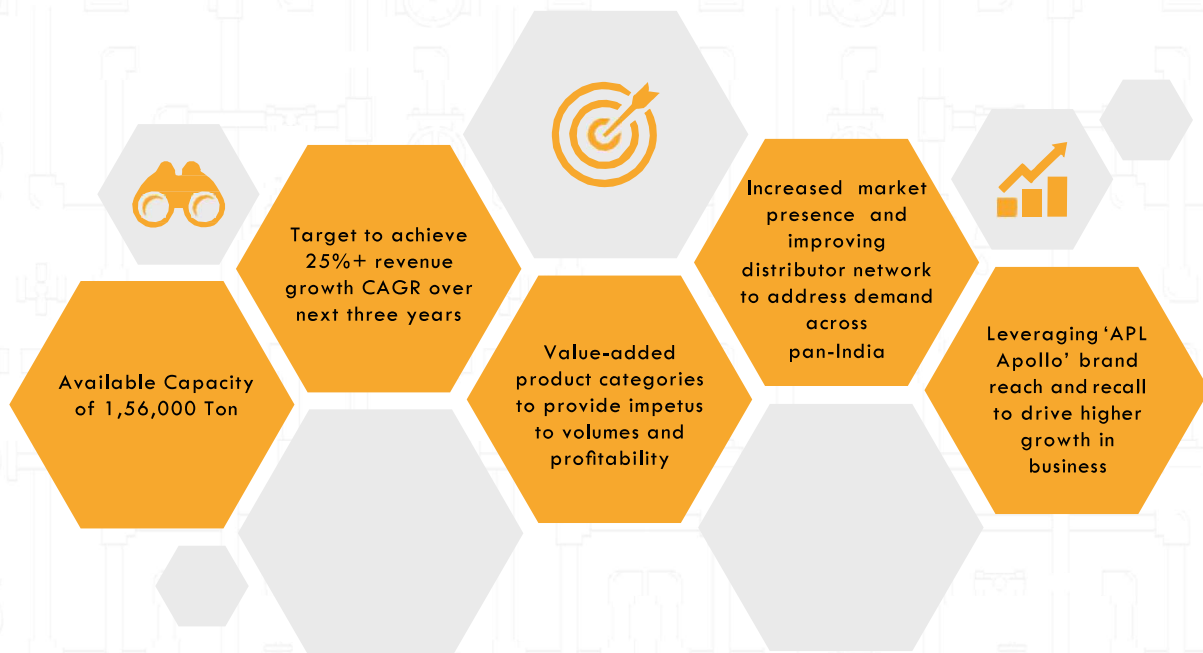 Available Capacity
of 1,56,000 Ton
Target to achieve
25%+ revenue
growth CAGR over
next three years
Value-added
product categories
to provide impetus
to volumes and
profitability
Increased market
presence and
improving
distributor network
to address demand
across
pan-India
Leveraging ‘APL
Apollo’ brand
reach and recall
to drive higher
growth in
business